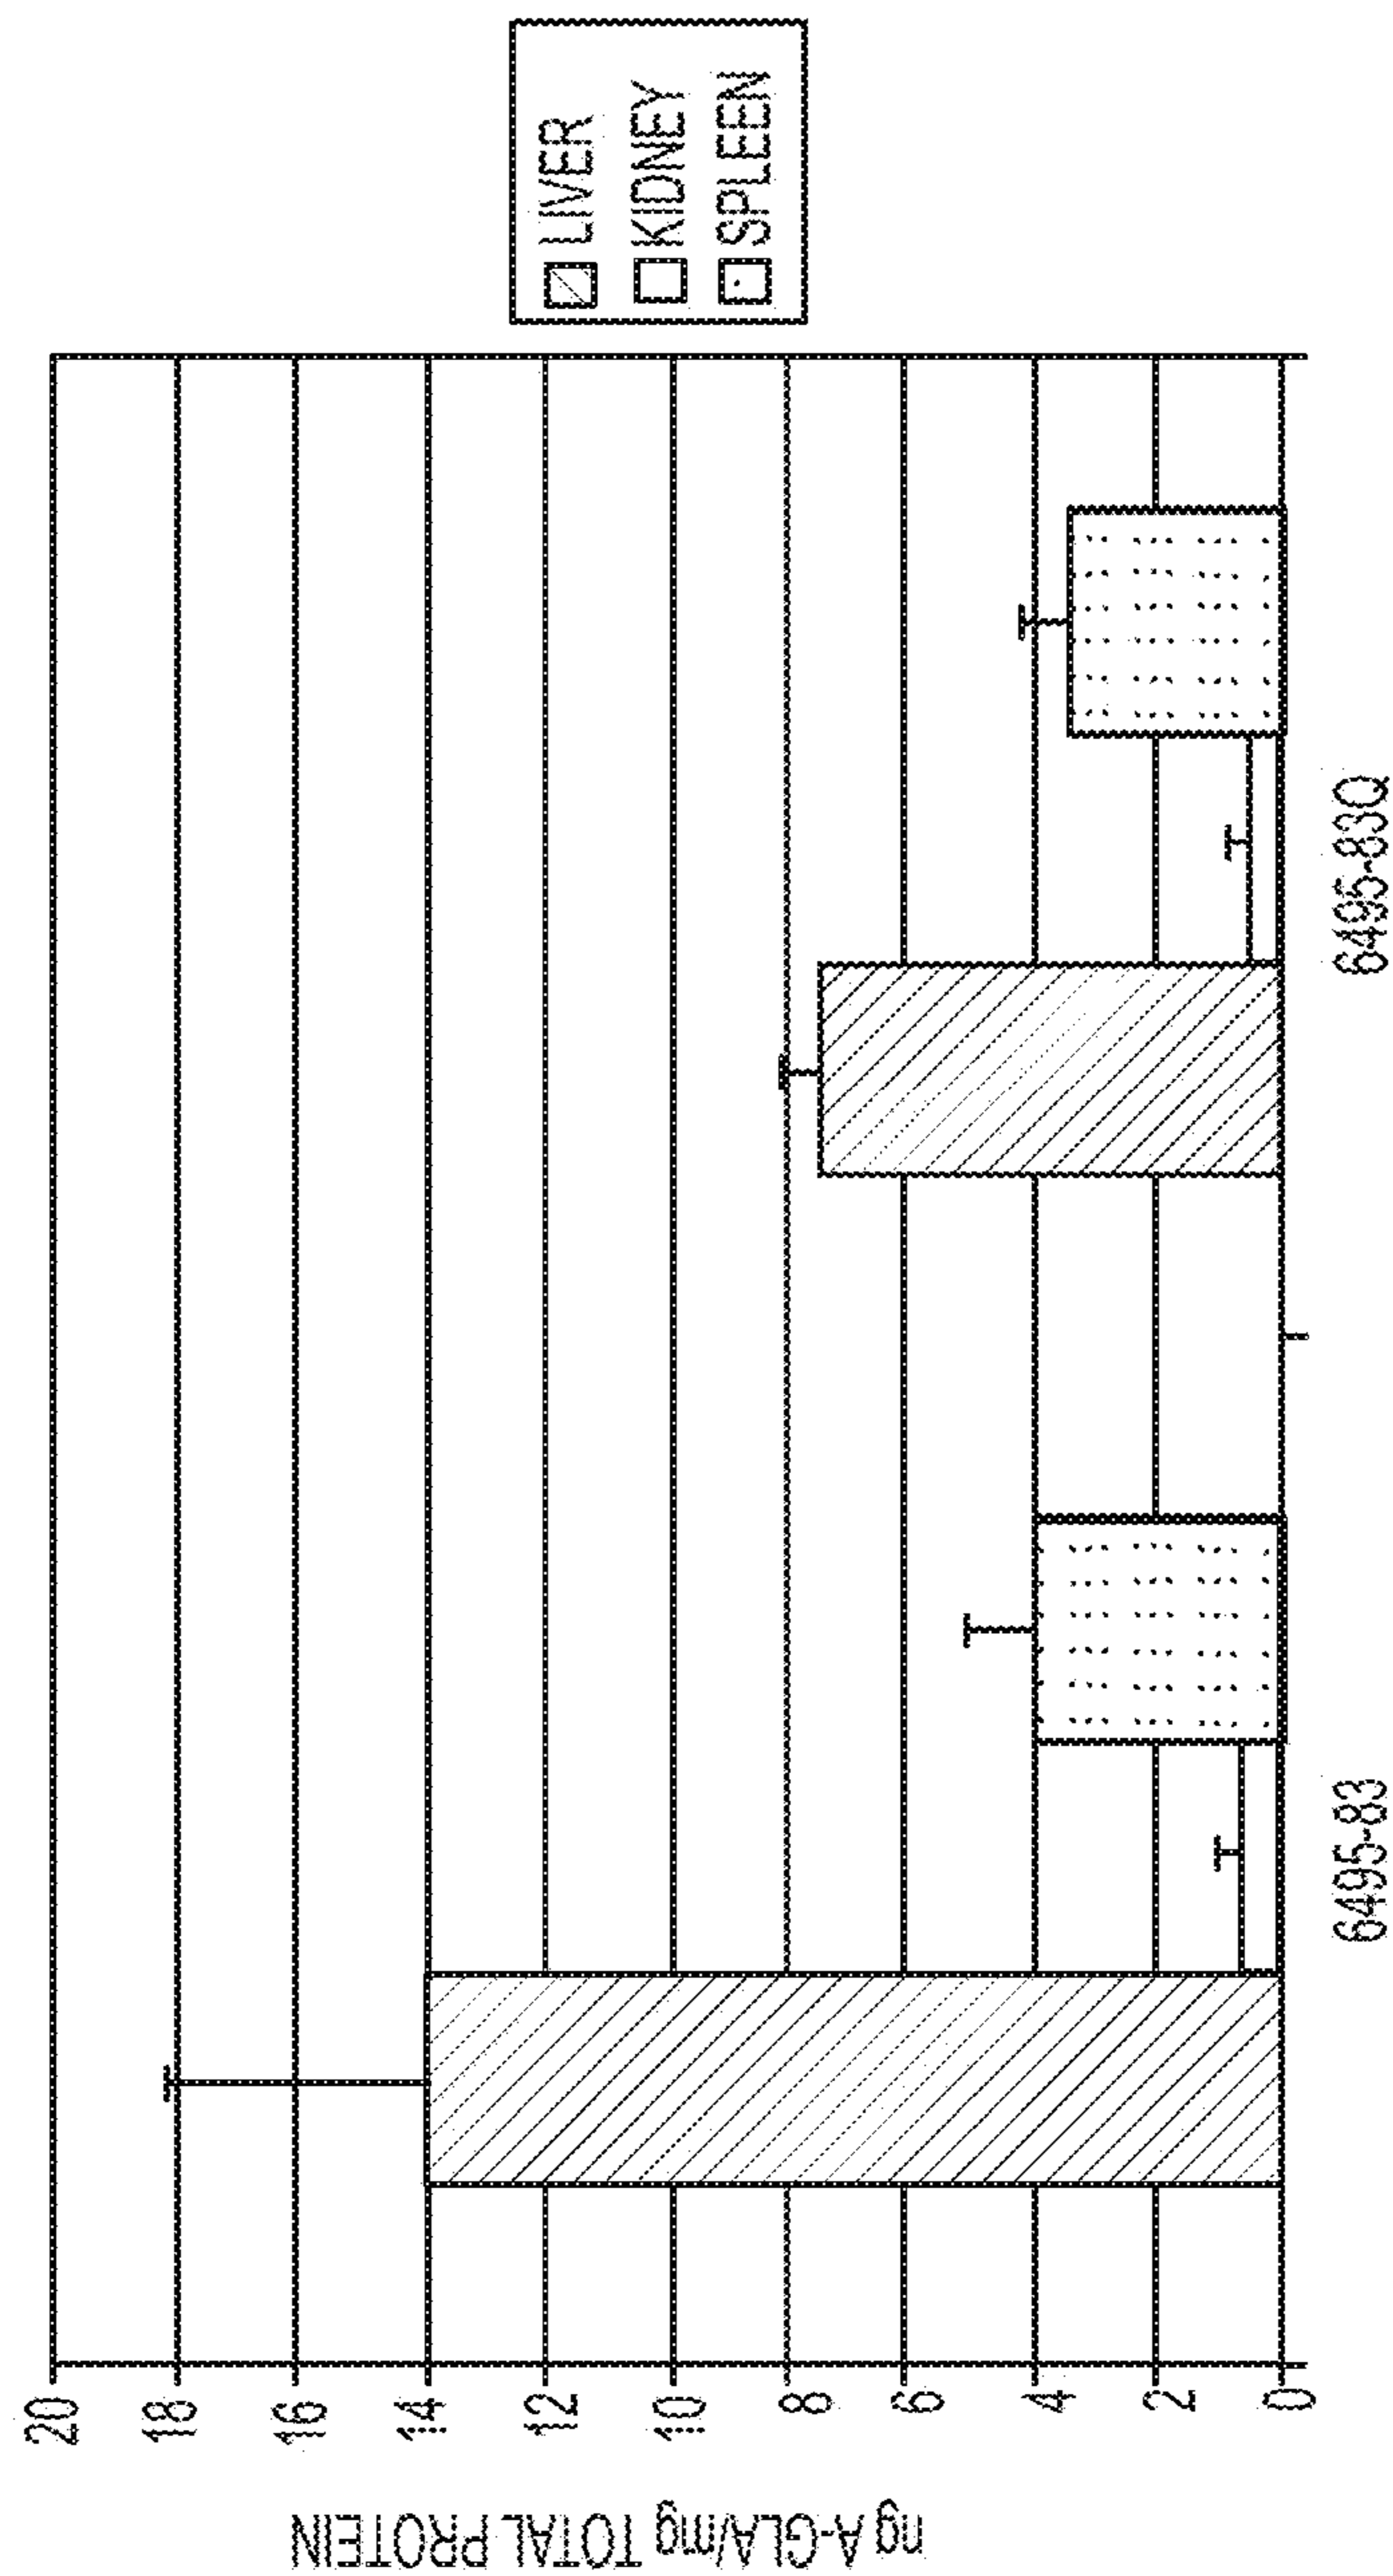 ng A-GLA/mg TOTAL PROTEIN
20
18
16
14
12
10
8
6
4
2
0
6495-83
6495-83Q
LIVER
KIDNEY
SPLEEN